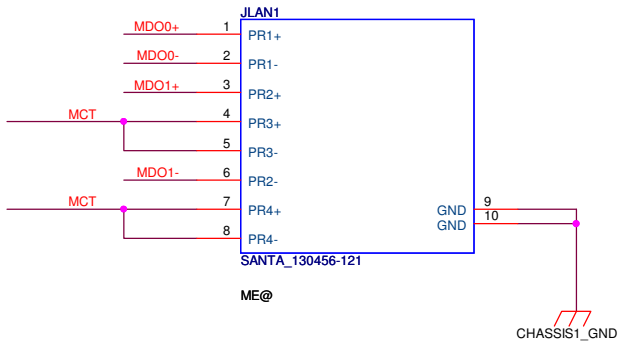 JLAN1
MDO0+ 1 PR1+
MDO0- 2 PR1-
MDO1+ 3 PR2+
MCT 4 PR3+
5 PR3-
MDO1- 6 PR2-
MCT 7 PR4+ GND 9
GND 10
8 PR4-
SANTA_130456-121
ME@
CHASSIS1_GND